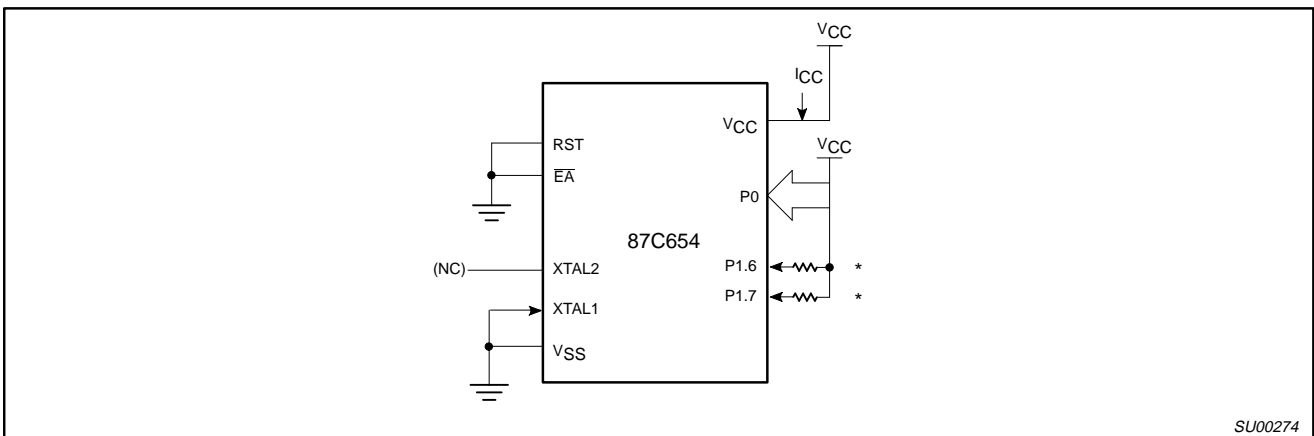 VCC
ICC
VCC
VCC
RST
EA
P0
87C654
(NC)
XTAL2
P1.6
*
XTAL1
P1.7
*
VSS
SU00274